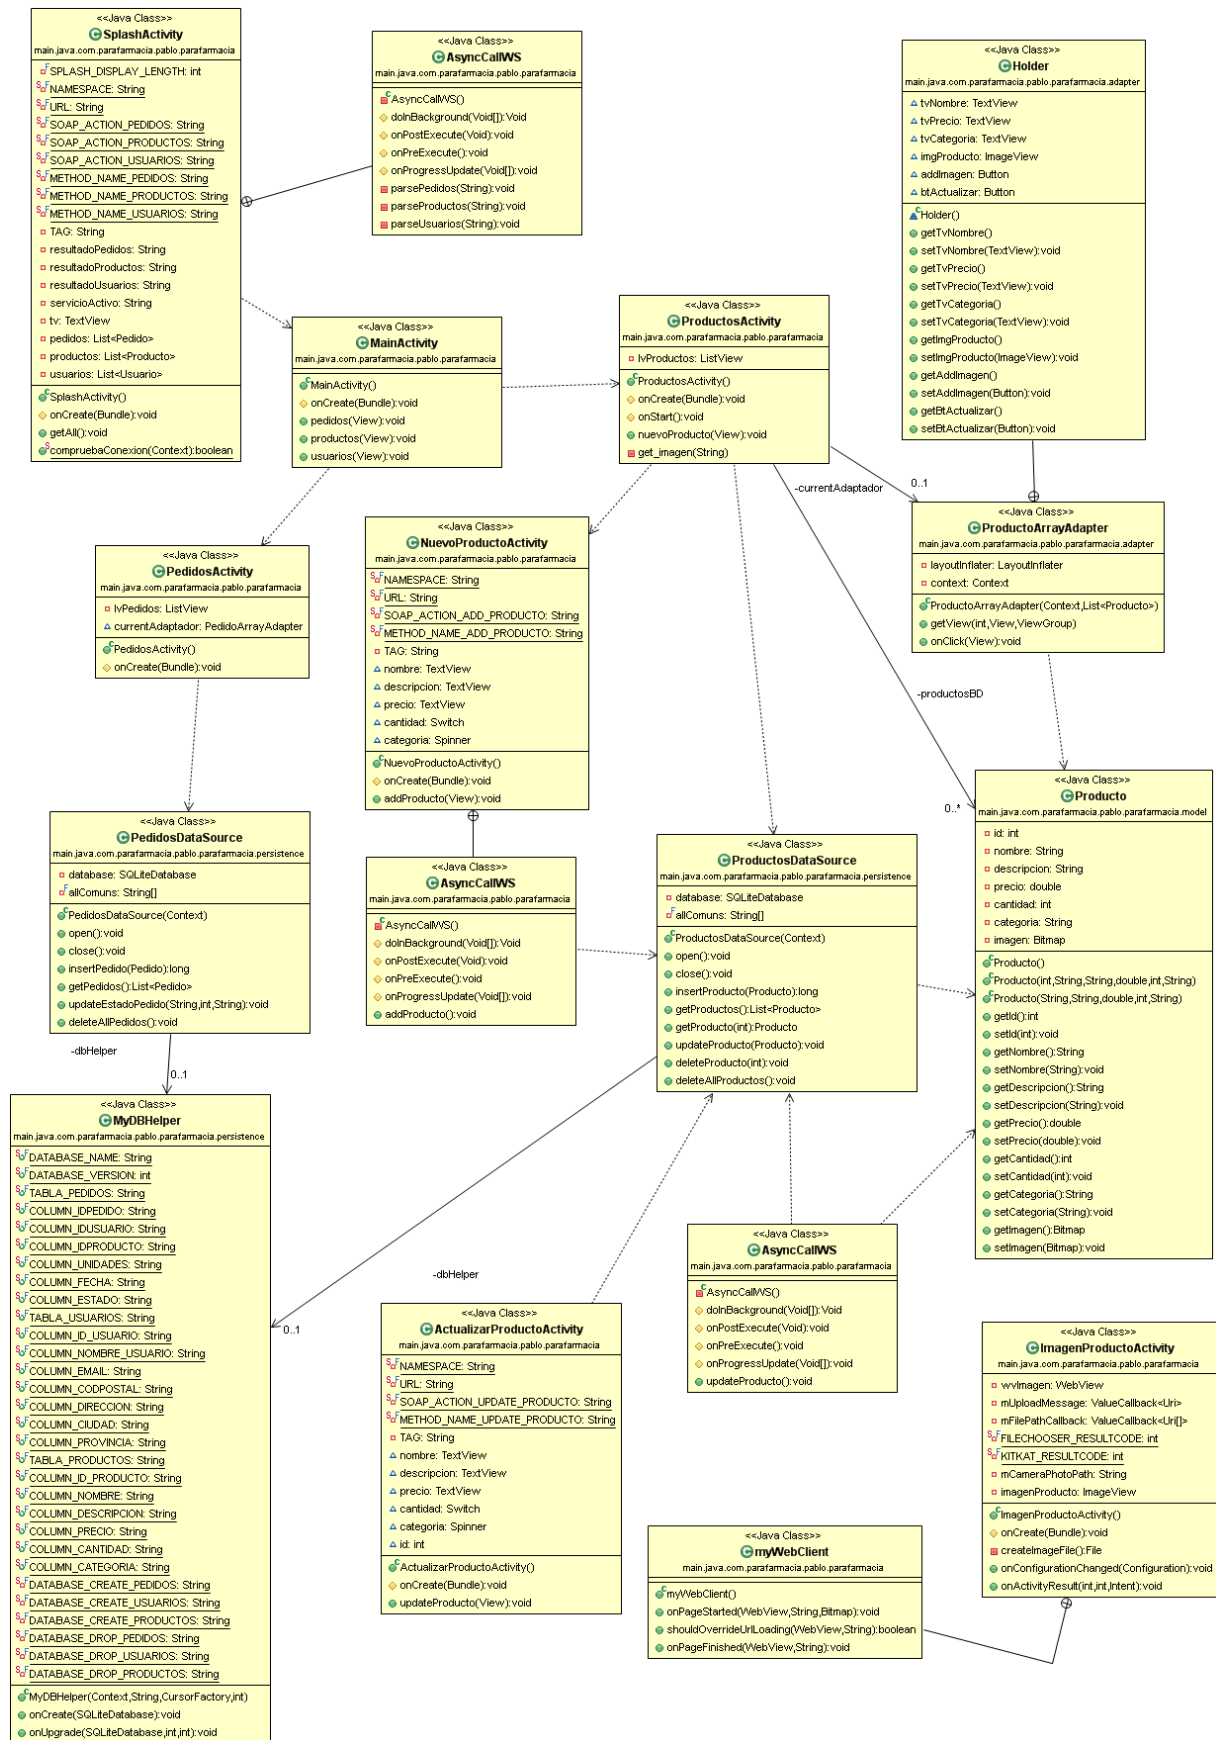 <<Java Class>>
SplashActivity
main.java.com.parafarmacia.pablo.parafarmacia
SPLASH_DISPLAY_LENGTH: int
NAMESPACE: String
URL: String
SOAP_ACTION_PEDIDOS: String
SOAP_ACTION_PRODUCTOS: String
SOAP_ACTION_USUARIOS: String
METHOD_NAME_PEDIDOS: String
METHOD_NAME_PRODUCTOS: String
METHOD_NAME_USUARIOS: String
TAG: String
resultadoPedidos: String
resultadoProductos: String
resultadoUsuarios: String
servicioActivo: String
tv: TextView
pedidos: List<Pedido>
productos: List<Producto>
usuarios: List<Usuario>
SplashActivity()
onCreate(Bundle):void
getAll():void
compruebaConexion(Context):boolean
<<Java Class>>
AsyncCallWS
main.java.com.parafarmacia.pablo.parafarmacia
AsyncCallWS()
doInBackground(Void[]):Void
onPostExecute(Void):void
onPreExecute():void
onProgressUpdate(Void[]):void
parsePedidos(String):void
parseProductos(String):void
parseUsuarios(String):void
<<Java Class>>
Holder
main.java.com.parafarmacia.pablo.parafarmacia.adapter
tvNombre: TextView
tvPrecio: TextView
tvCategoria: TextView
imgProducto: ImageView
addImagen: Button
btActualizar: Button
Holder()
getTvNombre()
setTvNombre(TextView):void
getTvPrecio()
setTvPrecio(TextView):void
getTvCategoria()
setTvCategoria(TextView):void
getImgProducto()
setImgProducto(ImageView):void
getAddImagen()
setAddImagen(Button):void
getBtActualizar()
setBtActualizar(Button):void
<<Java Class>>
MainActivity
main.java.com.parafarmacia.pablo.parafarmacia
MainActivity()
onCreate(Bundle):void
pedidos(View):void
productos(View):void
usuarios(View):void
<<Java Class>>
ProductosActivity
main.java.com.parafarmacia.pablo.parafarmacia
lvProductos: ListView
ProductosActivity()
onCreate(Bundle):void
onStart():void
nuevoProducto(View):void
get_imagen(String)
-currentAdaptador
0..1
<<Java Class>>
ProductoArrayAdapter
main.java.com.parafarmacia.pablo.parafarmacia.adapter
layoutInflater: LayoutInflater
context: Context
ProductoArrayAdapter(Context,List<Producto>)
getView(int,View,ViewGroup)
onClick(View):void
<<Java Class>>
PedidosActivity
main.java.com.parafarmacia.pablo.parafarmacia
lvPedidos: ListView
currentAdaptador: PedidoArrayAdapter
PedidosActivity()
onCreate(Bundle):void
<<Java Class>>
NuevoProductoActivity
main.java.com.parafarmacia.pablo.parafarmacia
NAMESPACE: String
URL: String
SOAP_ACTION_ADD_PRODUCTO: String
METHOD_NAME_ADD_PRODUCTO: String
TAG: String
nombre: TextView
descripcion: TextView
precio: TextView
cantidad: Switch
categoria: Spinner
NuevoProductoActivity()
onCreate(Bundle):void
addProducto(View):void
-productosBD
0..*
<<Java Class>>
Producto
main.java.com.parafarmacia.pablo.parafarmacia.model
id: int
nombre: String
descripcion: String
precio: double
cantidad: int
categoria: String
imagen: Bitmap
Producto()
Producto(int,String,String,double,int,String)
Producto(String,String,double,int,String)
getId():int
setId(int):void
getNombre():String
setNombre(String):void
getDescripcion():String
setDescripcion(String):void
getPrecio():double
setPrecio(double):void
getCantidad():int
setCantidad(int):void
getCategoria():String
setCategoria(String):void
getImagen():Bitmap
setImagen(Bitmap):void
<<Java Class>>
PedidosDataSource
main.java.com.parafarmacia.pablo.parafarmacia.persistence
database: SQLiteDatabase
allComuns: String[]
PedidosDataSource(Context)
open():void
close():void
insertPedido(Pedido):long
getPedidos():List<Pedido>
updateEstadoPedido(String,int,String):void
deleteAllPedidos():void
-dbHelper
0..1
<<Java Class>>
AsyncCallWS
main.java.com.parafarmacia.pablo.parafarmacia
AsyncCallWS()
doInBackground(Void[]):Void
onPostExecute(Void):void
onPreExecute():void
onProgressUpdate(Void[]):void
addProducto():void
<<Java Class>>
ProductosDataSource
main.java.com.parafarmacia.pablo.parafarmacia.persistence
database: SQLiteDatabase
allComuns: String[]
ProductosDataSource(Context)
open():void
close():void
insertProducto(Producto):long
getProductos():List<Producto>
getProducto(int):Producto
updateProducto(Producto):void
deleteProducto(int):void
deleteAllProductos():void
-dbHelper
0..1
<<Java Class>>
MyDBHelper
main.java.com.parafarmacia.pablo.parafarmacia.persistence
DATABASE_NAME: String
DATABASE_VERSION: int
TABLA_PEDIDOS: String
COLUMN_IDPEDIDO: String
COLUMN_IDUSUARIO: String
COLUMN_IDPRODUCTO: String
COLUMN_UNIDADES: String
COLUMN_FECHA: String
COLUMN_ESTADO: String
TABLA_USUARIOS: String
COLUMN_ID_USUARIO: String
COLUMN_NOMBRE_USUARIO: String
COLUMN_EMAIL: String
COLUMN_CODPOSTAL: String
COLUMN_DIRECCION: String
COLUMN_CIUDAD: String
COLUMN_PROVINCIA: String
TABLA_PRODUCTOS: String
COLUMN_ID_PRODUCTO: String
COLUMN_NOMBRE: String
COLUMN_DESCRIPCION: String
COLUMN_PRECIO: String
COLUMN_CANTIDAD: String
COLUMN_CATEGORIA: String
DATABASE_CREATE_PEDIDOS: String
DATABASE_CREATE_USUARIOS: String
DATABASE_CREATE_PRODUCTOS: String
DATABASE_DROP_PEDIDOS: String
DATABASE_DROP_USUARIOS: String
DATABASE_DROP_PRODUCTOS: String
MyDBHelper(Context,String,CursorFactory,int)
onCreate(SQLiteDatabase):void
onUpgrade(SQLiteDatabase,int,int):void
<<Java Class>>
AsyncCallWS
main.java.com.parafarmacia.pablo.parafarmacia
AsyncCallWS()
doInBackground(Void[]):Void
onPostExecute(Void):void
onPreExecute():void
onProgressUpdate(Void[]):void
updateProducto():void
<<Java Class>>
ActualizarProductoActivity
main.java.com.parafarmacia.pablo.parafarmacia
NAMESPACE: String
URL: String
SOAP_ACTION_UPDATE_PRODUCTO: String
METHOD_NAME_UPDATE_PRODUCTO: String
TAG: String
nombre: TextView
descripcion: TextView
precio: TextView
cantidad: Switch
categoria: Spinner
id: int
ActualizarProductoActivity()
onCreate(Bundle):void
updateProducto(View):void
<<Java Class>>
ImagenProductoActivity
main.java.com.parafarmacia.pablo.parafarmacia
wvImagen: WebView
mUploadMessage: ValueCallback<Uri>
mFilePathCallback: ValueCallback<Uri[]>
FILECHOOSER_RESULTCODE: int
KITKAT_RESULTCODE: int
mCameraPhotoPath: String
imagenProducto: ImageView
ImagenProductoActivity()
onCreate(Bundle):void
createImageFile():File
onConfigurationChanged(Configuration):void
onActivityResult(int,int,Intent):void
<<Java Class>>
myWebClient
main.java.com.parafarmacia.pablo.parafarmacia
myWebClient()
onPageStarted(WebView,String,Bitmap):void
shouldOverrideUrlLoading(WebView,String):boolean
onPageFinished(WebView,String):void